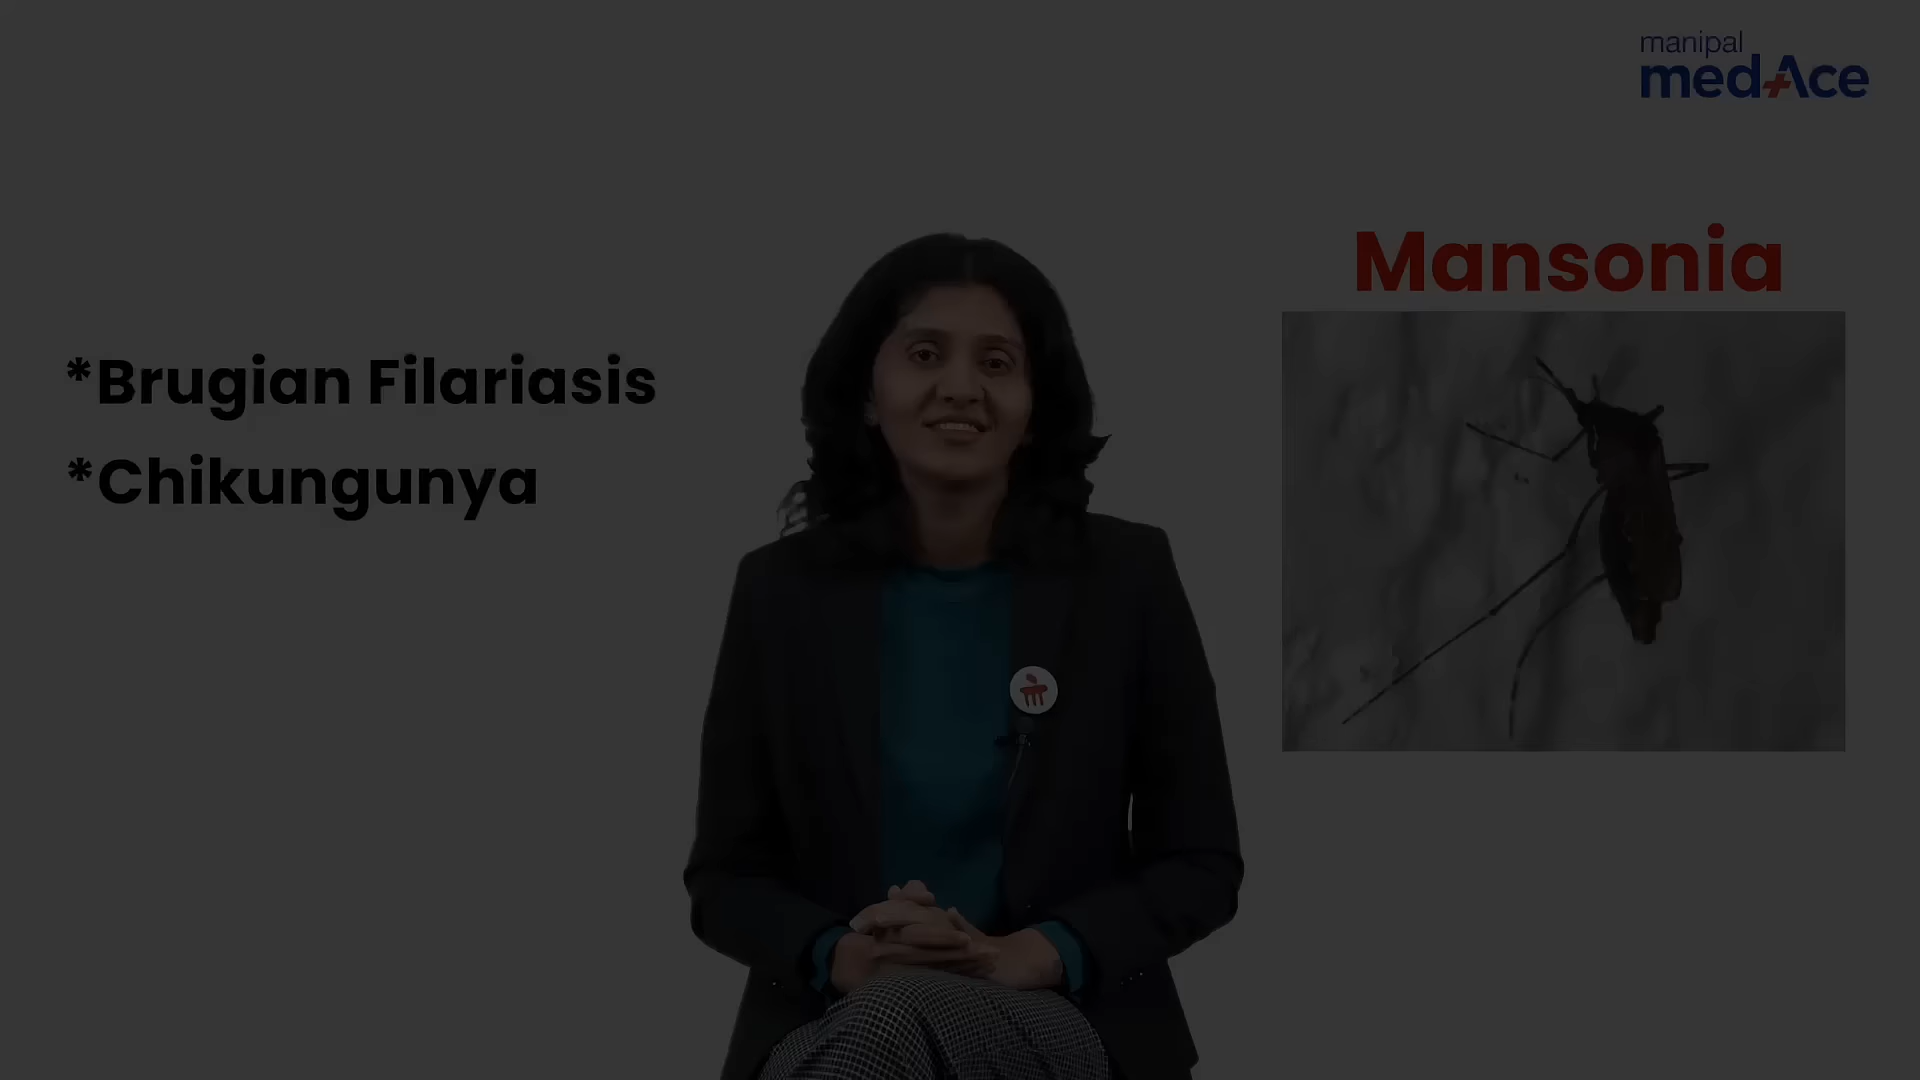 manipal
medAce
Mansonia
*Brugian Filariasis
*Chikungunya